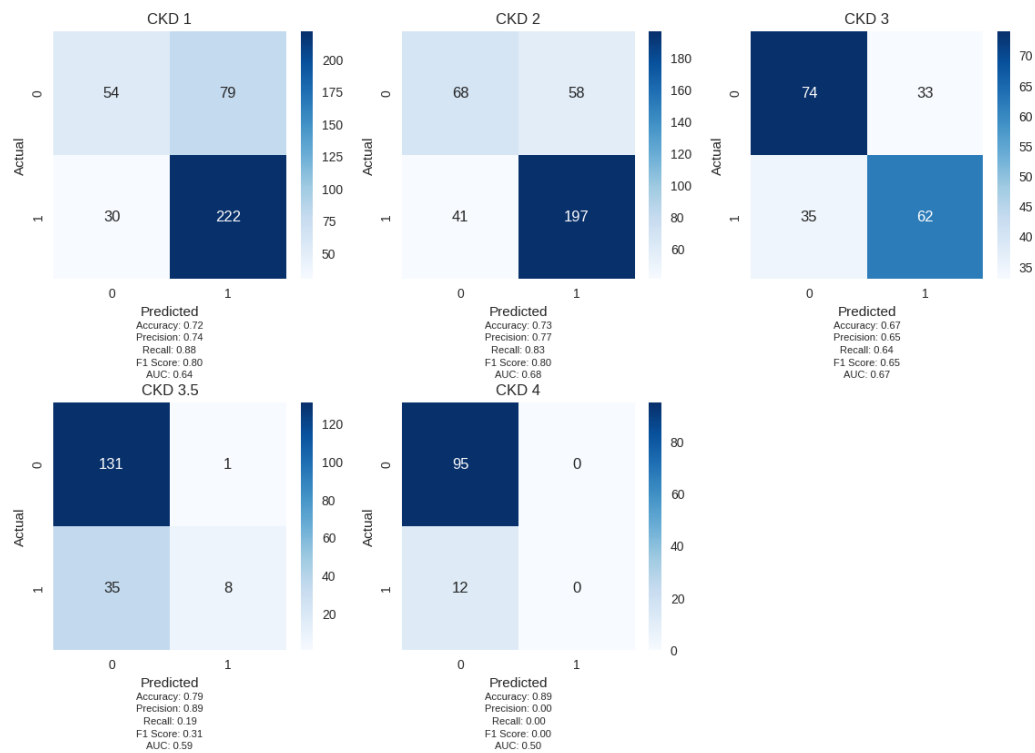 CKD 1
0
54
79
Actual
1
30
222
0
1
Predicted
200
175
150
125
100
75
50
Accuracy: 0.72
Precision: 0.74
Recall: 0.88
F1 Score: 0.80
AUC: 0.64
CKD 2
0
68
58
Actual
1
41
197
0
1
Predicted
180
160
140
120
100
80
60
Accuracy: 0.73
Precision: 0.77
Recall: 0.83
F1 Score: 0.80
AUC: 0.68
CKD 3
0
74
33
Actual
1
35
62
0
1
Predicted
70
65
60
55
50
45
40
35
Accuracy: 0.67
Precision: 0.65
Recall: 0.64
F1 Score: 0.65
AUC: 0.67
CKD 3.5
0
131
1
Actual
1
35
8
0
1
Predicted
120
100
80
60
40
20
Accuracy: 0.79
Precision: 0.89
Recall: 0.19
F1 Score: 0.31
AUC: 0.59
CKD 4
0
95
0
Actual
1
12
0
0
1
Predicted
80
60
40
20
0
Accuracy: 0.89
Precision: 0.00
Recall: 0.00
F1 Score: 0.00
AUC: 0.50